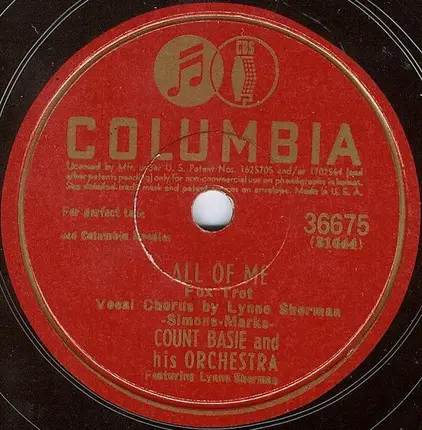 CBS
COLUMBIA
Licensed by Mfr. under U. S. Patent Nos. 1625705 and/or 1702564 (and
other patents pending) only for non-commercial use on phonographs in homes.
See detailed mark and patent on envelope. Made in U. S. A.
For perfect tone
use Columbia Needles
36675
ALL OF ME
Fox Trot
Vocal Chorus by Lynne Sherman
-Simons-Marks-
COUNT BASIE and
his ORCHESTRA
Featuring Lynne Sherman